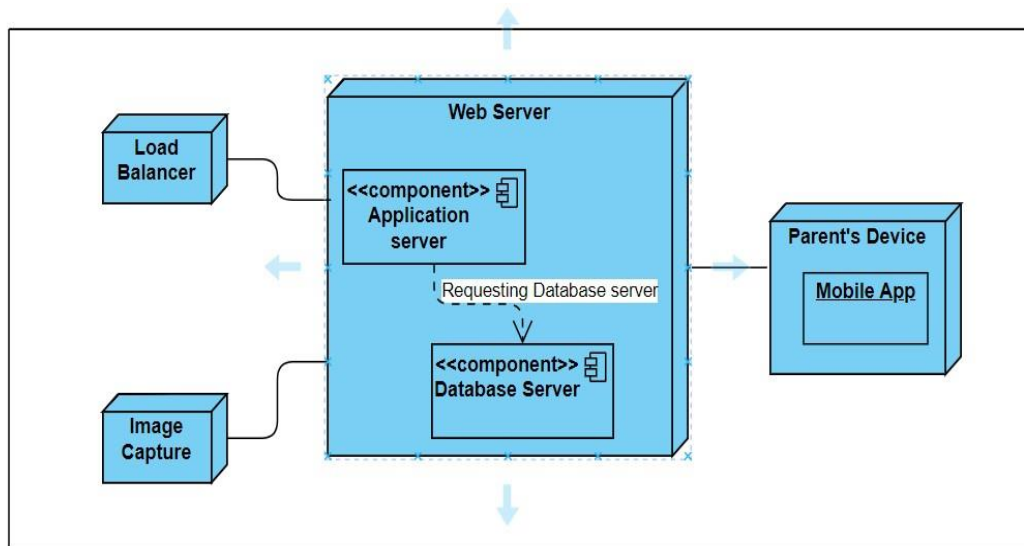 Web Server
Load
Balancer
<<component>>
Application
server
Requesting Database server
<<component>>
Database Server
Parent's Device
Mobile App
Image
Capture